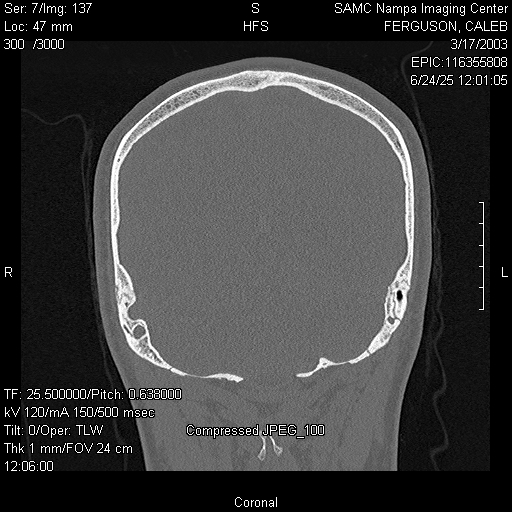 Ser: 7/Img: 137
S
SAMC Nampa Imaging Center
Loc: 47 mm
HFS
FERGUSON, CALEB
300 /3000
3/17/2003
EPIC:116355808
6/24/25 12:01:05
R
L
TF: 25.500000/Pitch: 0.638000
kV 120/mA 150/500 msec
Tilt: 0/Oper: TLW
Compressed JPEG_100
Thk 1 mm/FOV 24 cm
12:06:00
Coronal